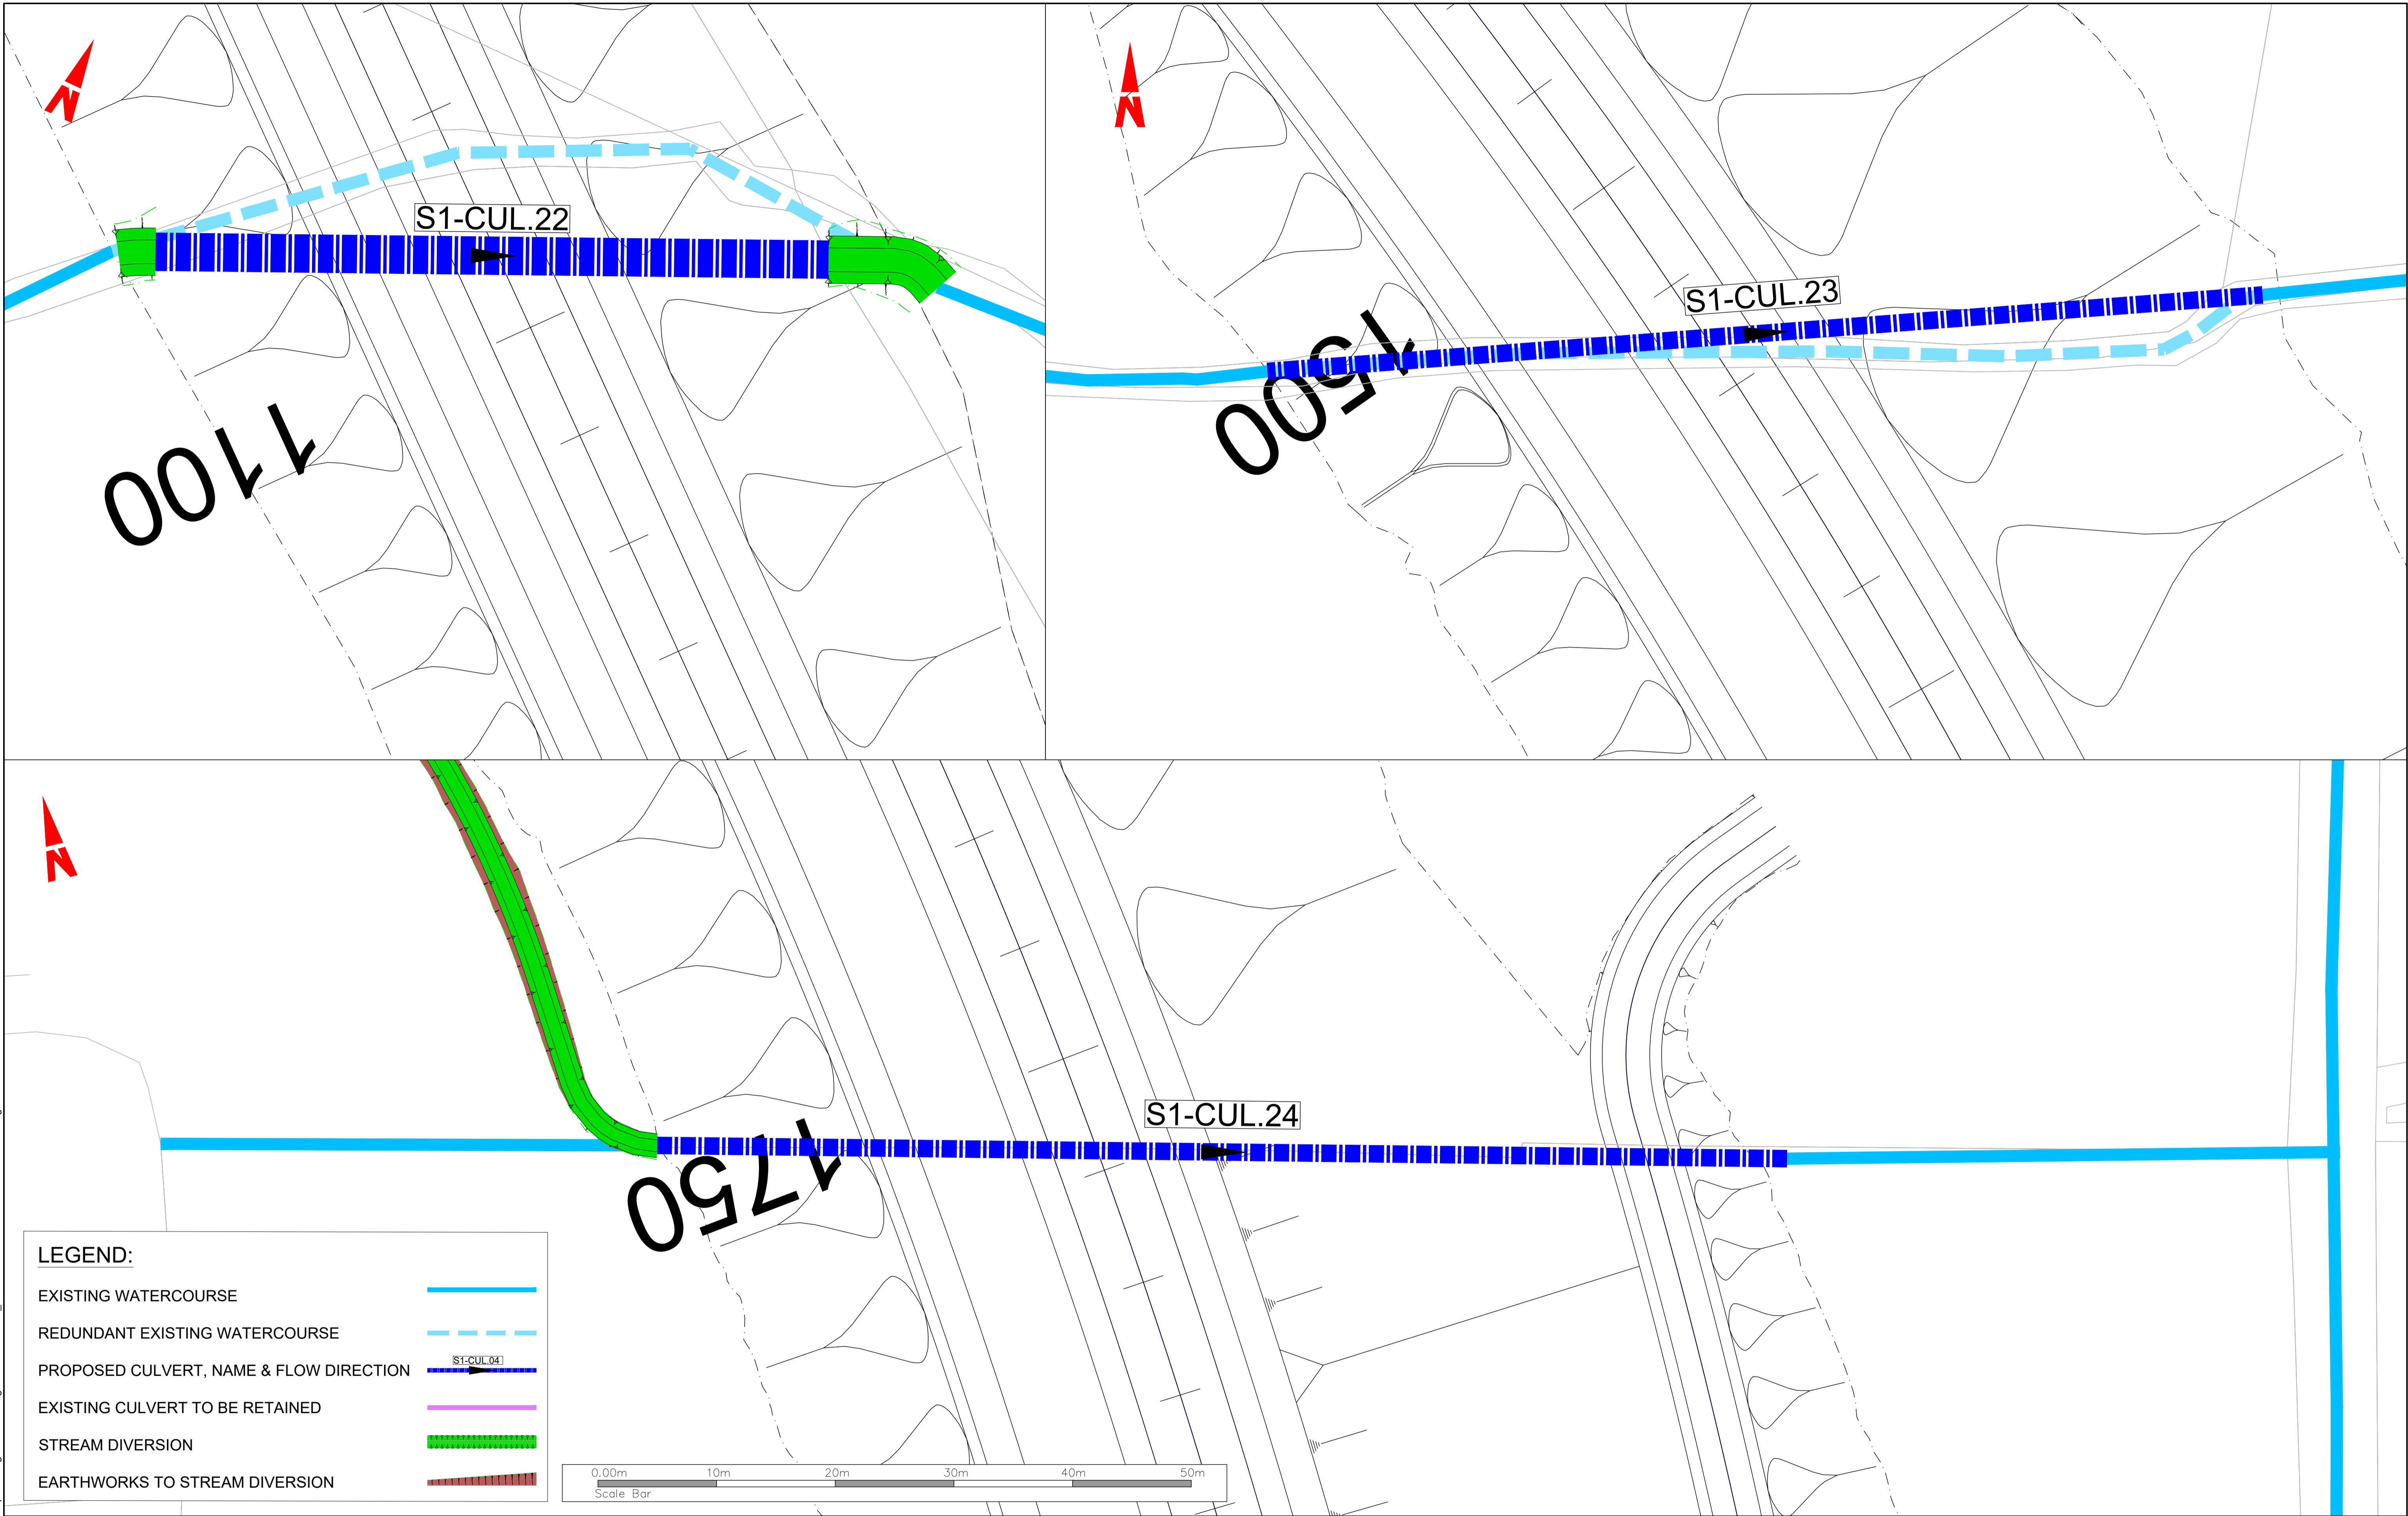 N
S1-CUL.22
1100
N
S1-CUL.23
1500
N
S1-CUL.24
1750
LEGEND:
EXISTING WATERCOURSE
REDUNDANT EXISTING WATERCOURSE
PROPOSED CULVERT, NAME & FLOW DIRECTION
S1-CUL.04
EXISTING CULVERT TO BE RETAINED
STREAM DIVERSION
EARTHWORKS TO STREAM DIVERSION
0.00m 10m 20m 30m 40m 50m
Scale Bar